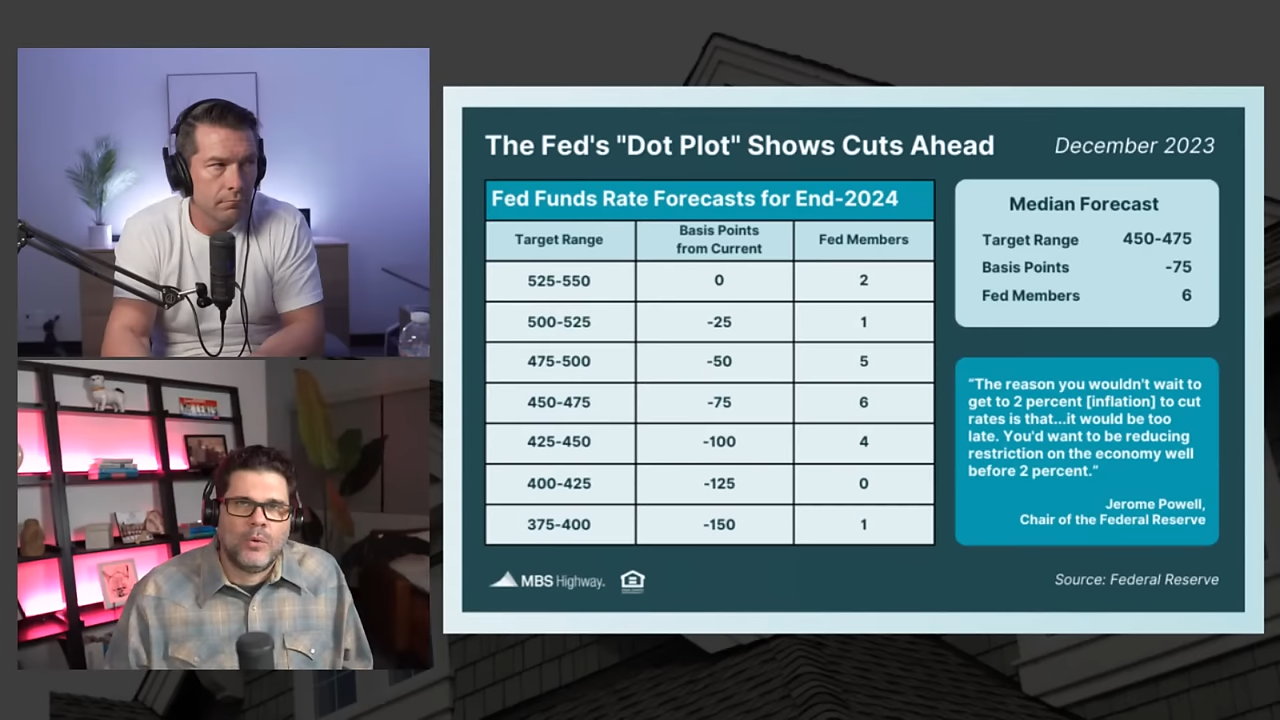 The Fed's "Dot Plot" Shows Cuts Ahead
December 2023
Fed Funds Rate Forecasts for End-2024
Target Range Basis Points from Current Fed Members
525-550 0 2
500-525 -25 1
475-500 -50 5
450-475 -75 6
425-450 -100 4
400-425 -125 0
375-400 -150 1
Median Forecast
Target Range 450-475
Basis Points -75
Fed Members 6
"The reason you wouldn't wait to
get to 2 percent [inflation] to cut
rates is that...it would be too
late. You'd want to be reducing
restriction on the economy well
before 2 percent."
Jerome Powell,
Chair of the Federal Reserve
MBS Highway.
Source: Federal Reserve